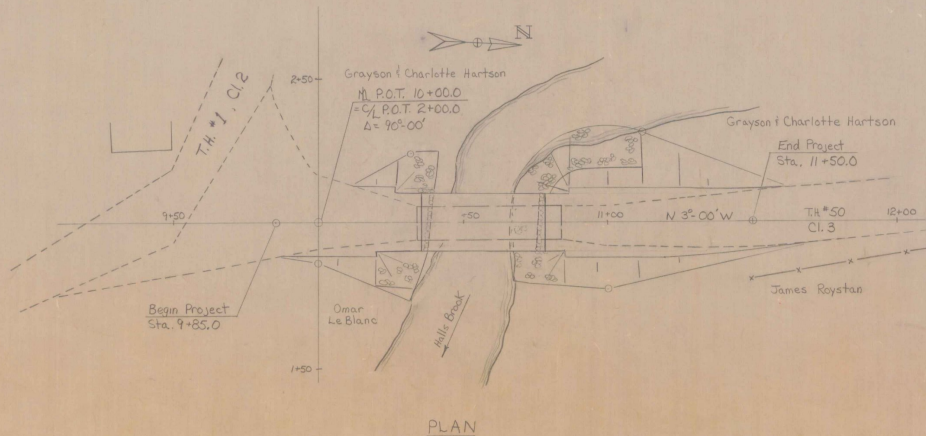 N
2+50
Grayson & Charlotte Hartson
T.H. #1, Cl. 2
M P.O.T. 10+00.0
= C/L P.O.T. 2+00.0
Δ = 90°-00'
Grayson & Charlotte Hartson
End Project
Sta. 11+50.0
9+50
+50
11+00
N 3°-00' W
T.H. #50
Cl. 3
12+00
Begin Project
Sta. 9+85.0
Omar
Le Blanc
Halls Brook
James Roystan
1+50
PLAN